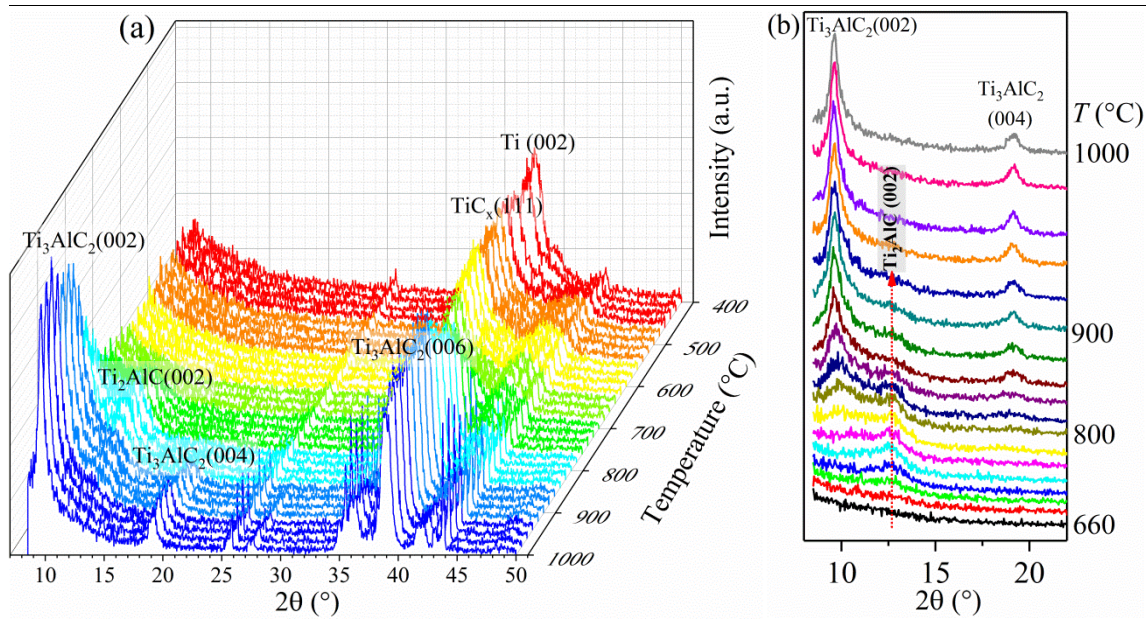 (a)
Ti (002)
TiCₓ(111)
Ti₃AlC₂(002)
Ti₃AlC₂(006)
Ti₂AlC(002)
Ti₃AlC₂(004)
Intensity (a.u.)
400
500
600
700
800
900
1000
Temperature (°C)
10 15 20 25 30 35 40 45 50
2θ (°)
(b)
Ti₃AlC₂(002)
Ti₃AlC₂
(004)
T (°C)
1000
Ti₂AlC (002)
900
800
660
10 15 20
2θ (°)